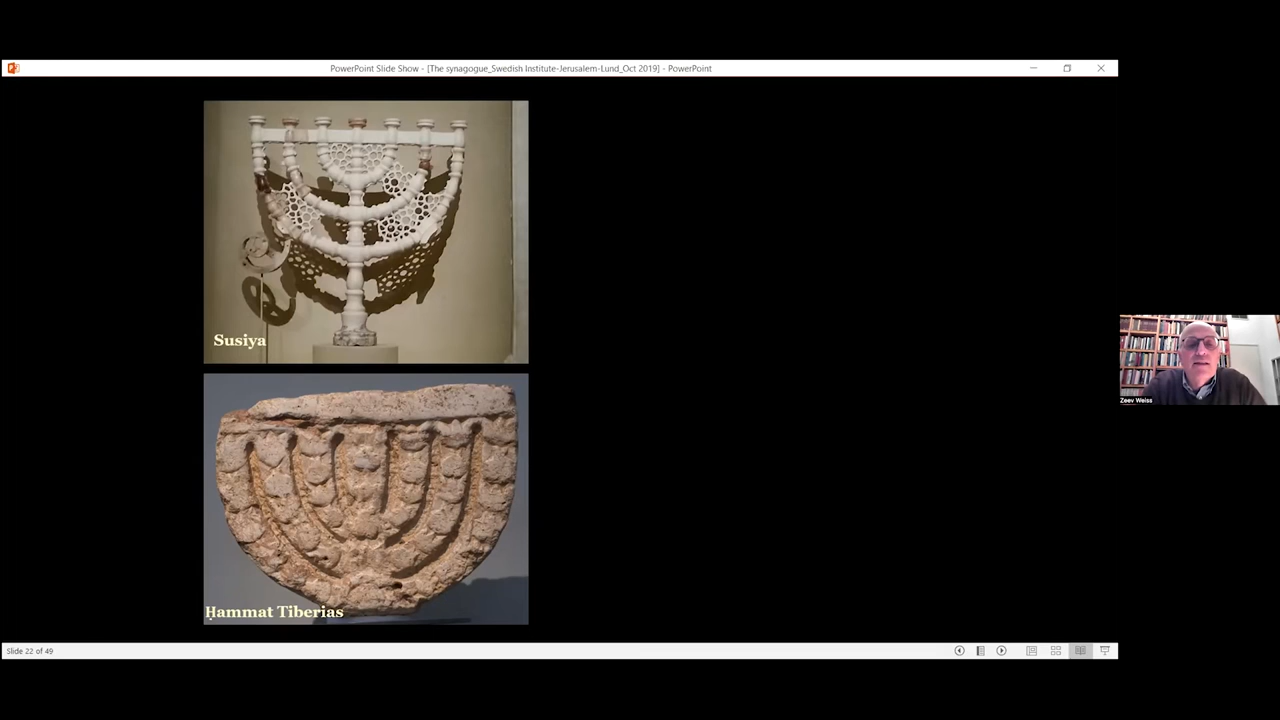 PowerPoint Slide Show - [The synagogue_Swedish Institute-Jerusalem-Lund_Oct 2019] - PowerPoint
Susiya
Zeev Weiss
Ḥammat Tiberias
Slide 22 of 49